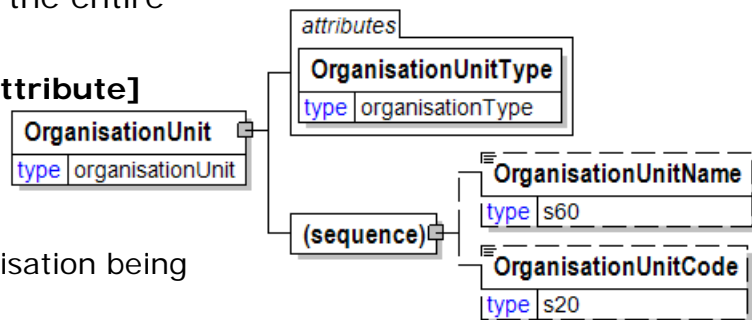 the entire
attributes
OrganisationUnitType
type organisationType
ttribute]
OrganisationUnit
type organisationUnit
OrganisationUnitName
type s60
(sequence)
isation being
OrganisationUnitCode
type s20